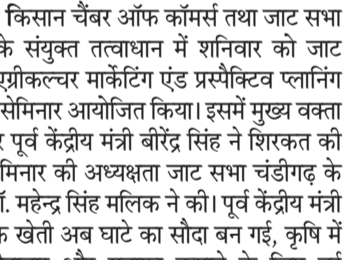 किसान चैंबर ऑफ कॉमर्स तथा जाट सभा
के संयुक्त तत्वाधान में शनिवार को जाट
एग्रीकल्चर मार्केटिंग एंड प्रस्पैक्टिव प्लानिंग
सेमिनार आयोजित किया। इसमें मुख्य वक्ता
पूर्व केंद्रीय मंत्री बीरेंद्र सिंह ने शिरकत की
मिनार की अध्यक्षता जाट सभा चंडीगढ़ के
ॉ. महेन्द्र सिंह मलिक ने की। पूर्व केंद्रीय मंत्री
खेती अब घाटे का सौदा बन गई, कृषि में